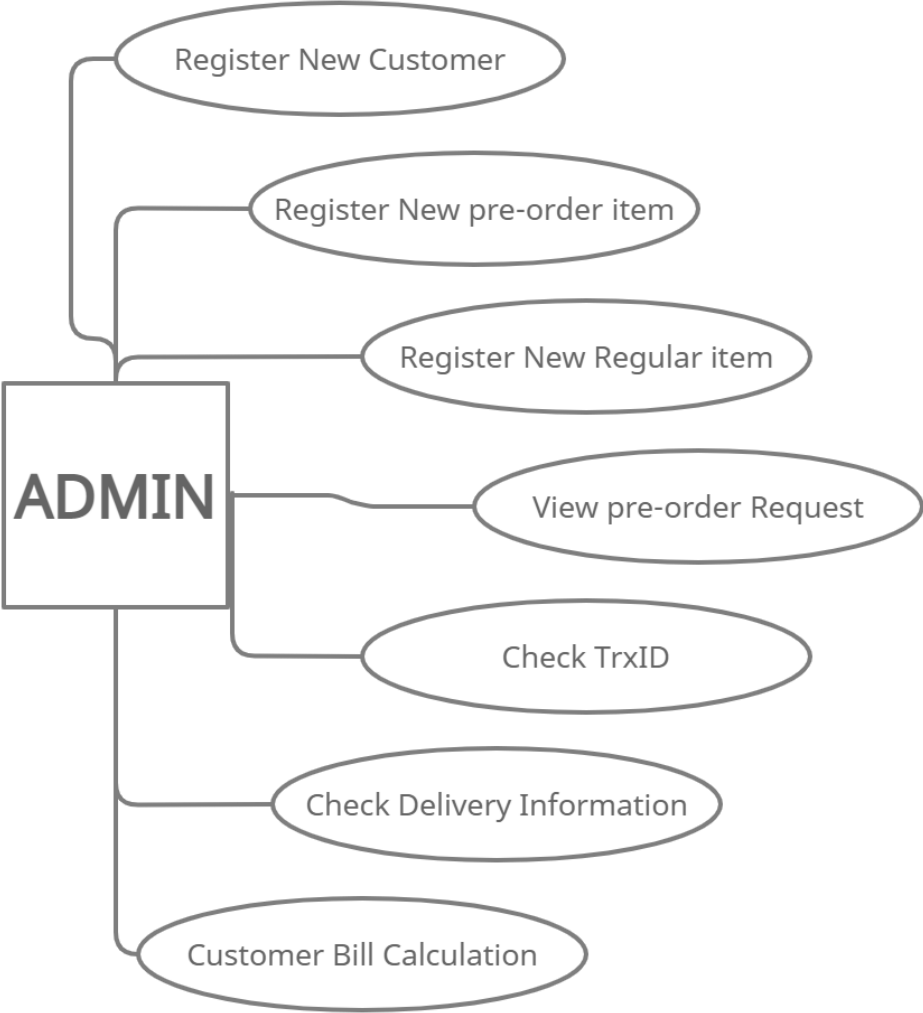 Register New Customer
Register New pre-order item
Register New Regular item
ADMIN
View pre-order Request
Check TrxID
Check Delivery Information
Customer Bill Calculation